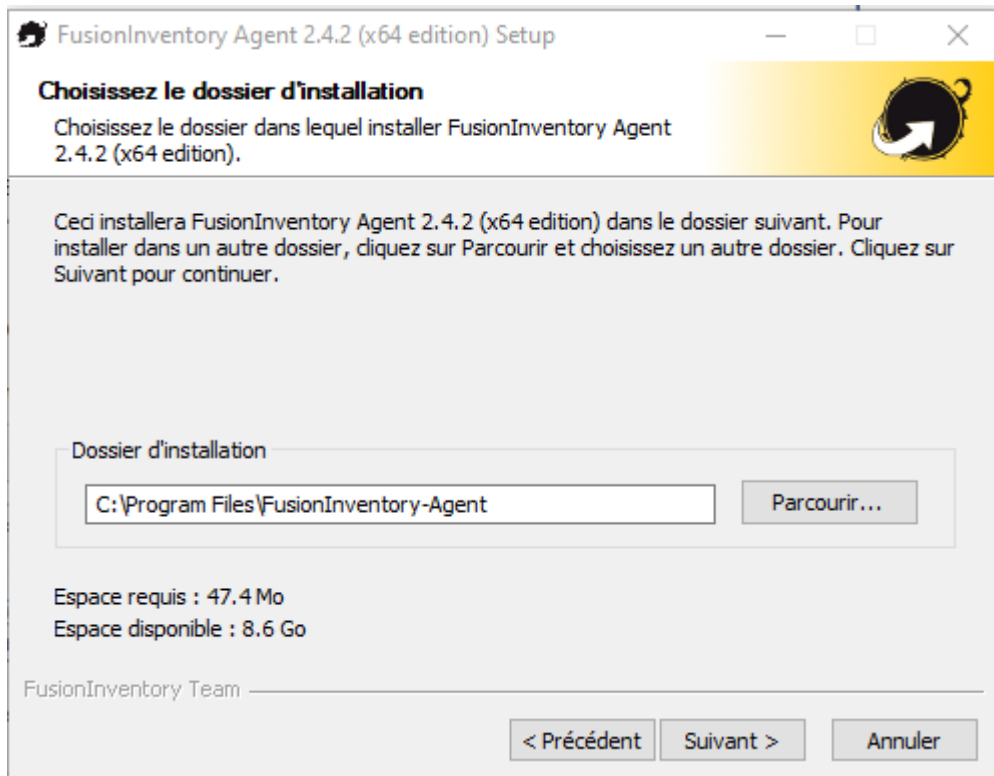 FusionInventory Agent 2.4.2 (x64 edition) Setup
Choisissez le dossier d'installation
Choisissez le dossier dans lequel installer FusionInventory Agent
2.4.2 (x64 edition).
Ceci installera FusionInventory Agent 2.4.2 (x64 edition) dans le dossier suivant. Pour
installer dans un autre dossier, cliquez sur Parcourir et choisissez un autre dossier. Cliquez sur
Suivant pour continuer.
Dossier d'installation
C:\Program Files\FusionInventory-Agent
Parcourir...
Espace requis : 47.4 Mo
Espace disponible : 8.6 Go
FusionInventory Team
< Précédent
Suivant >
Annuler